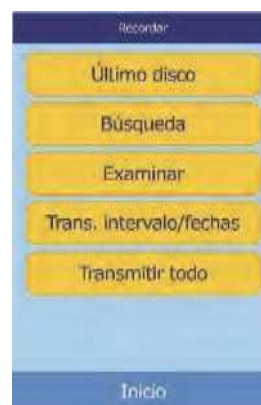 Recordar
Último disco
Búsqueda
Examinar
Trans. intervalo/fechas
Transmitir todo
Inicio